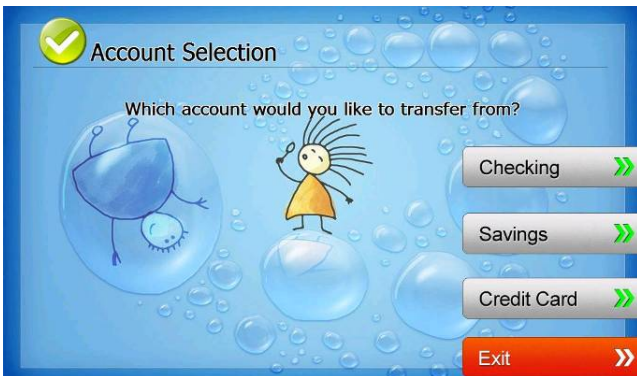 Account Selection
Which account would you like to transfer from?
Checking
Savings
Credit Card
Exit